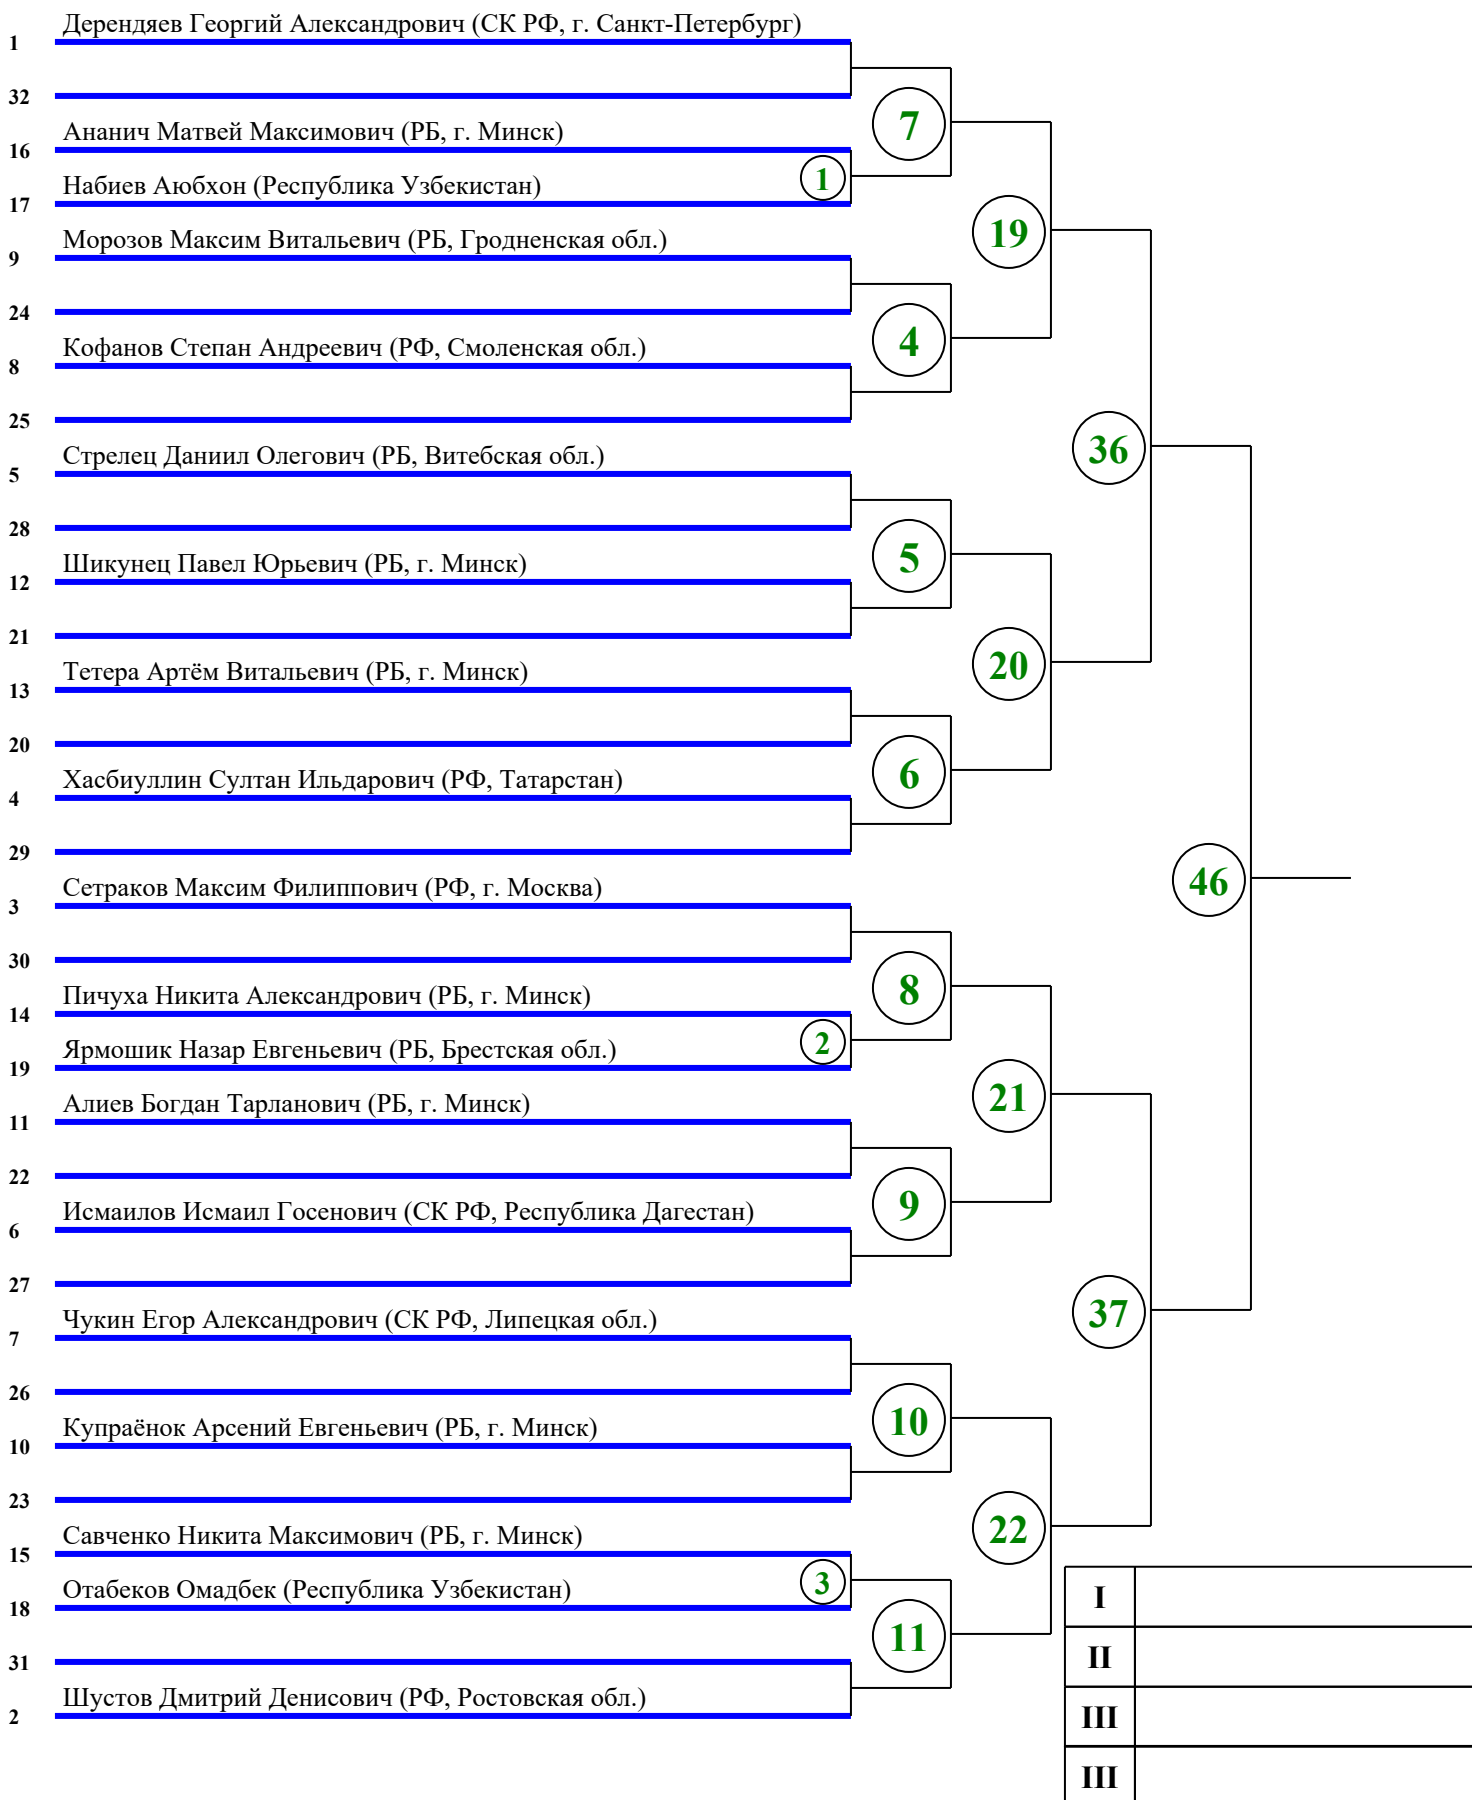 Дерендяев Георгий Александрович (СК РФ, г. Санкт-Петербург)
1
32
7
Ананич Матвей Максимович (РБ, г. Минск)
16
1
Набиев Аюбхон (Республика Узбекистан)
17
19
Морозов Максим Витальевич (РБ, Гродненская обл.)
9
24
4
Кофанов Степан Андреевич (РФ, Смоленская обл.)
8
25
36
Стрелец Даниил Олегович (РБ, Витебская обл.)
5
28
5
Шикунец Павел Юрьевич (РБ, г. Минск)
12
21
20
Тетера Артём Витальевич (РБ, г. Минск)
13
20
6
Хасбиуллин Султан Ильдарович (РФ, Татарстан)
4
29
46
Сетраков Максим Филиппович (РФ, г. Москва)
3
30
8
Пичуха Никита Александрович (РБ, г. Минск)
14
2
Ярмошик Назар Евгеньевич (РБ, Брестская обл.)
19
21
Алиев Богдан Тарланович (РБ, г. Минск)
11
22
9
Исмаилов Исмаил Госенович (СК РФ, Республика Дагестан)
6
27
37
Чукин Егор Александрович (СК РФ, Липецкая обл.)
7
26
10
Купраёнок Арсений Евгеньевич (РБ, г. Минск)
10
23
22
Савченко Никита Максимович (РБ, г. Минск)
15
3
Отабеков Омадбек (Республика Узбекистан)
18
I
11
31
II
Шустов Дмитрий Денисович (РФ, Ростовская обл.)
2
III
III